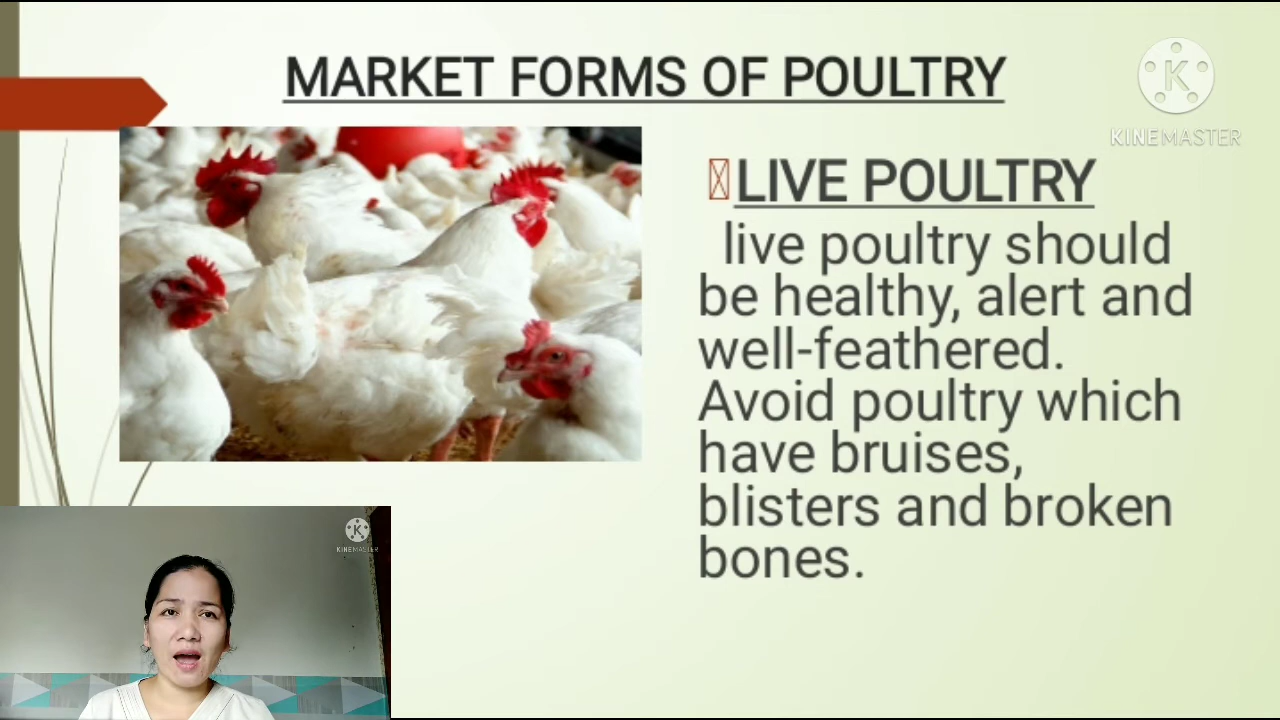 MARKET FORMS OF POULTRY
KINEMASTER
LIVE POULTRY
live poultry should
be healthy, alert and
well-feathered.
Avoid poultry which
have bruises,
blisters and broken
bones.
KINEMASTER